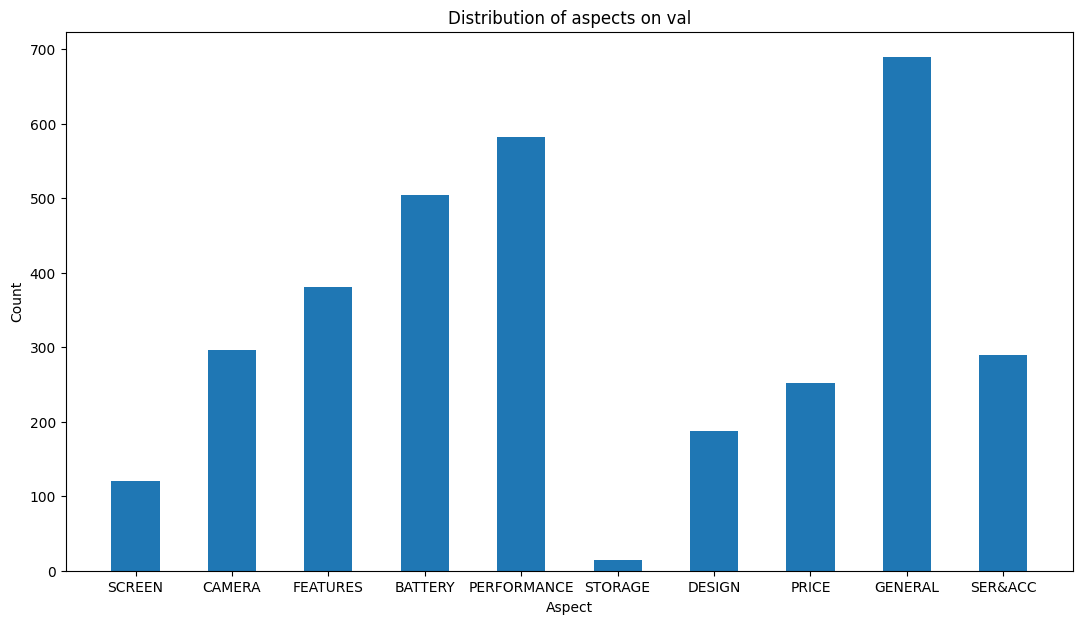 Distribution of aspects on val
700
600
500
400
300
200
100
0
Count
SCREEN CAMERA FEATURES BATTERY PERFORMANCE STORAGE DESIGN PRICE GENERAL SER&ACC
Aspect